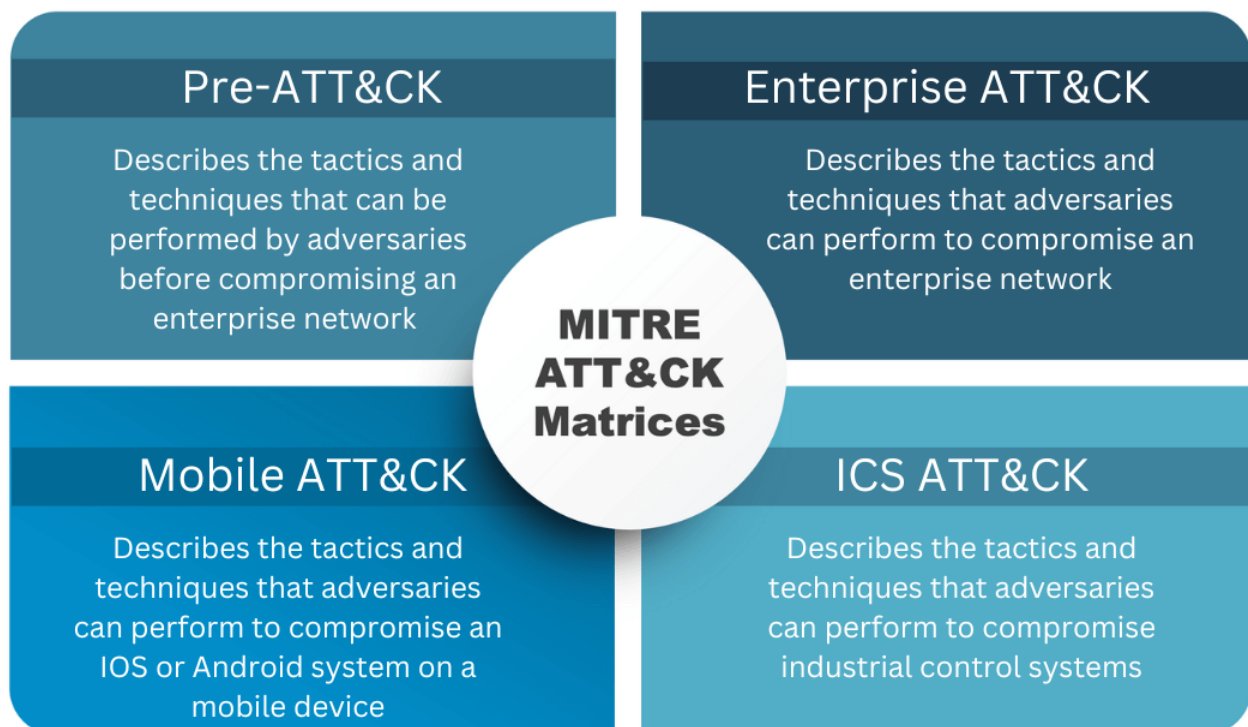 Pre-ATT&CK
Describes the tactics and
techniques that can be
performed by adversaries
before compromising an
enterprise network
Enterprise ATT&CK
Describes the tactics and
techniques that adversaries
can perform to compromise an
enterprise network
MITRE
ATT&CK
Matrices
Mobile ATT&CK
Describes the tactics and
techniques that adversaries
can perform to compromise an
IOS or Android system on a
mobile device
ICS ATT&CK
Describes the tactics and
techniques that adversaries
can perform to compromise
industrial control systems